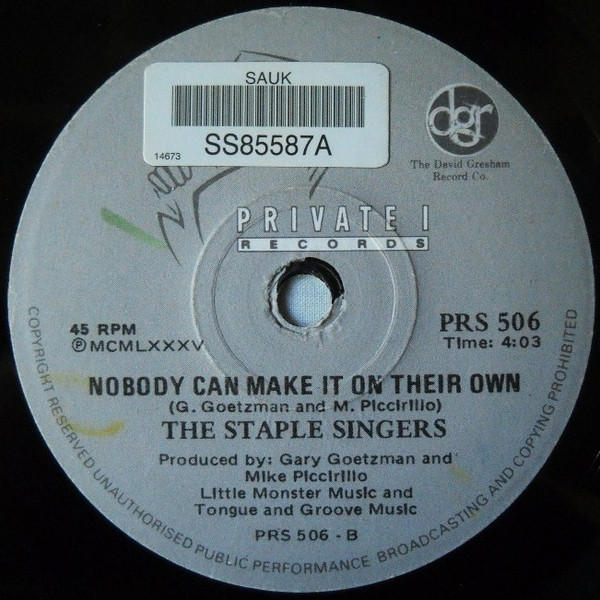 SAUK
14673
SS85587A
dgr
The David Gresham
Record Co.
PRIVATE I
RECORDS
45 RPM
ⓅMCMLXXXV
PRS 506
Time: 4:03
NOBODY CAN MAKE IT ON THEIR OWN
(G. Goetzman and M. Piccirillo)
THE STAPLE SINGERS
Produced by: Gary Goetzman and
Mike Piccirillo
Little Monster Music and
Tongue and Groove Music
PRS 506 - B
COPYRIGHT RESERVED UNAUTHORISED PUBLIC PERFORMANCE BROADCASTING AND COPYING PROHIBITED